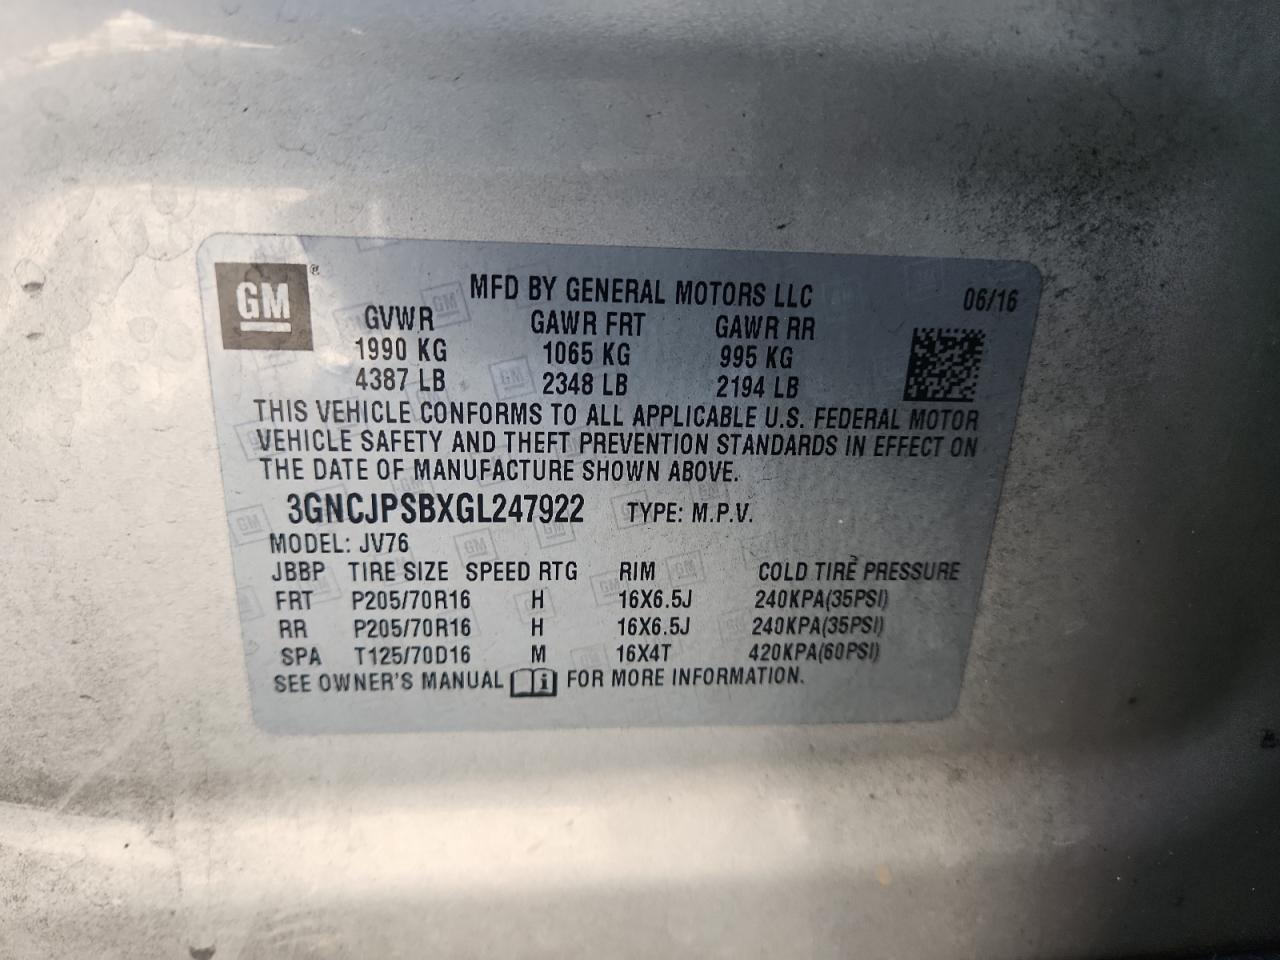 GM ®
MFD BY GENERAL MOTORS LLC 06/16
GVWR GAWR FRT GAWR RR
1990 KG 1065 KG 995 KG
4387 LB 2348 LB 2194 LB
THIS VEHICLE CONFORMS TO ALL APPLICABLE U.S. FEDERAL MOTOR
VEHICLE SAFETY AND THEFT PREVENTION STANDARDS IN EFFECT ON
THE DATE OF MANUFACTURE SHOWN ABOVE.
3GNCJPSBXGL247922 TYPE: M.P.V.
MODEL: JV76
JBBP TIRE SIZE SPEED RTG RIM COLD TIRE PRESSURE
FRT P205/70R16 H 16X6.5J 240KPA(35PSI)
RR P205/70R16 H 16X6.5J 240KPA(35PSI)
SPA T125/70D16 M 16X4T 420KPA(60PSI)
SEE OWNER'S MANUAL i FOR MORE INFORMATION.